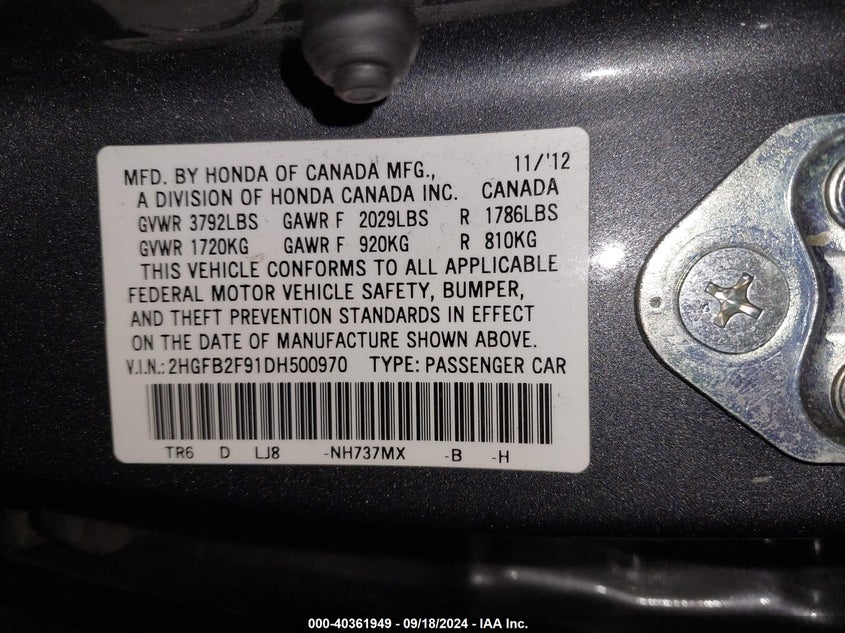 MFD. BY HONDA OF CANADA MFG., 11/'12
A DIVISION OF HONDA CANADA INC. CANADA
GVWR 3792LBS GAWR F 2029LBS R 1786LBS
GVWR 1720KG GAWR F 920KG R 810KG
THIS VEHICLE CONFORMS TO ALL APPLICABLE
FEDERAL MOTOR VEHICLE SAFETY, BUMPER,
AND THEFT PREVENTION STANDARDS IN EFFECT
ON THE DATE OF MANUFACTURE SHOWN ABOVE.
V.I.N.:2HGFB2F91DH500970 TYPE: PASSENGER CAR
TR6 D LJ8 -NH737MX -B -H
000-40361949 - 09/18/2024 - IAA Inc.